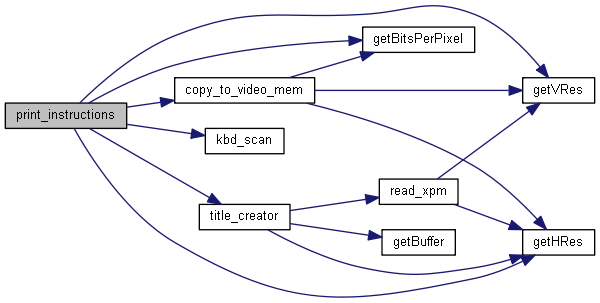 getBitsPerPixel
copy_to_video_mem
getVRes
print_instructions
kbd_scan
read_xpm
title_creator
getBuffer
getHRes